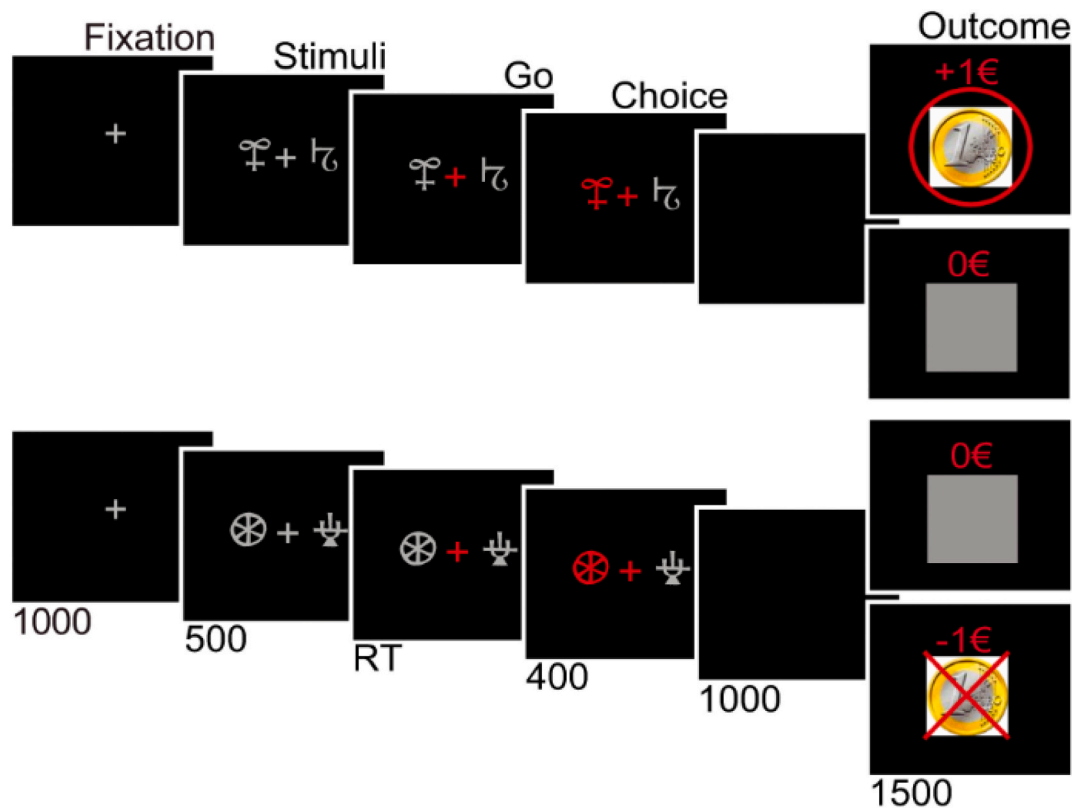 Fixation
Stimuli
Go
Choice
Outcome
+1€
0€
0€
-1€
1000
500
RT
400
1000
1500